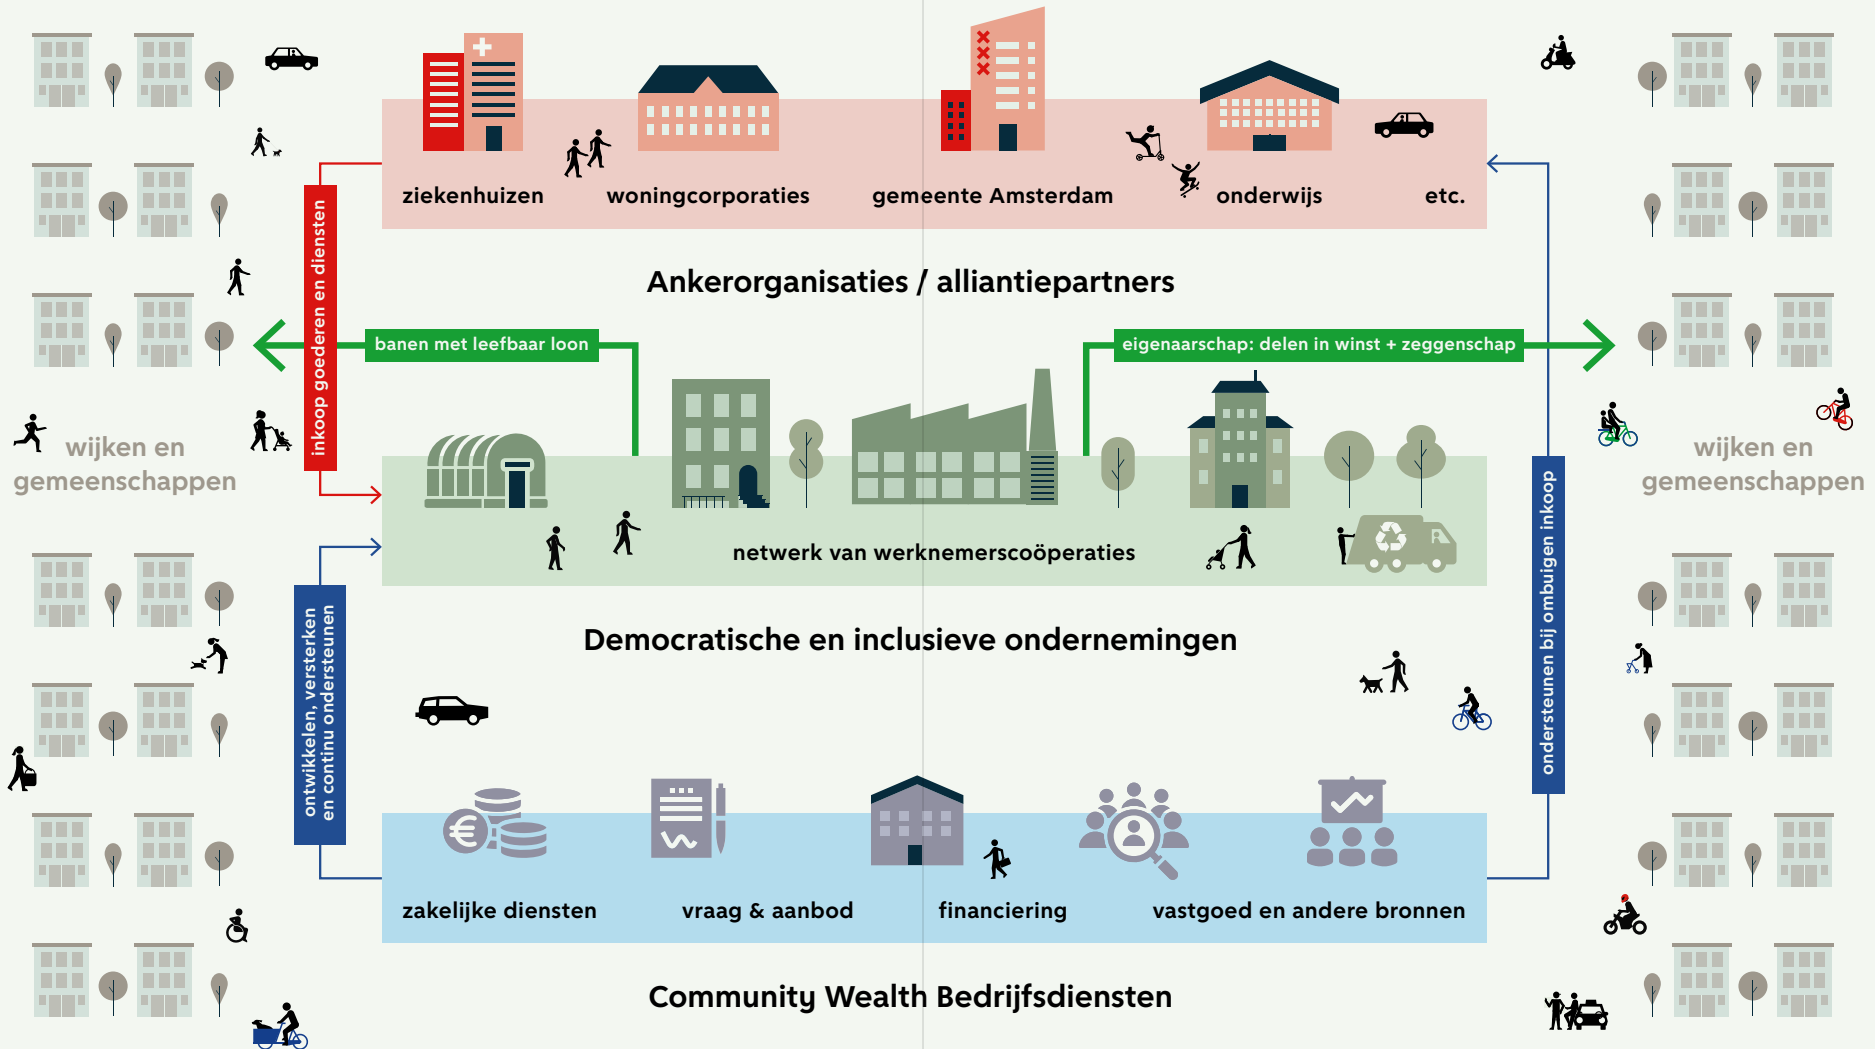 ziekenhuizen
woningcorporaties
gemeente Amsterdam
onderwijs
etc.
Ankerorganisaties / alliantiepartners
inkoop goederen en diensten
banen met leefbaar loon
eigenaarschap: delen in winst + zeggenschap
wijken en
gemeenschappen
wijken en
gemeenschappen
netwerk van werknemerscoöperaties
Democratische en inclusieve ondernemingen
ontwikkelen, versterken
en continu ondersteunen
ondersteunen bij ombuigen inkoop
zakelijke diensten
vraag & aanbod
financiering
vastgoed en andere bronnen
Community Wealth Bedrijfsdiensten